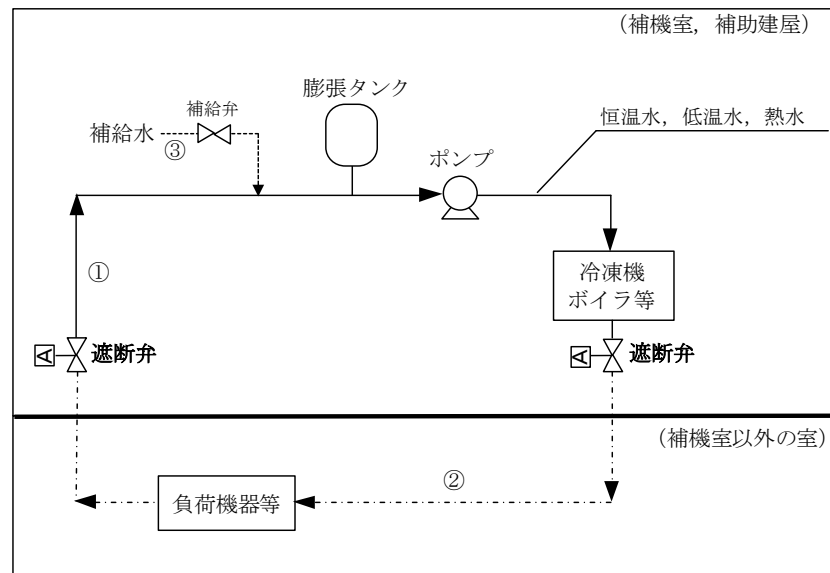 (補機室，補助建屋)
膨張タンク
補給弁
補給水
③
恒温水，低温水，熱水
ポンプ
①
冷凍機
ボイラ等
A
遮断弁
A
遮断弁
(補機室以外の室)
②
負荷機器等